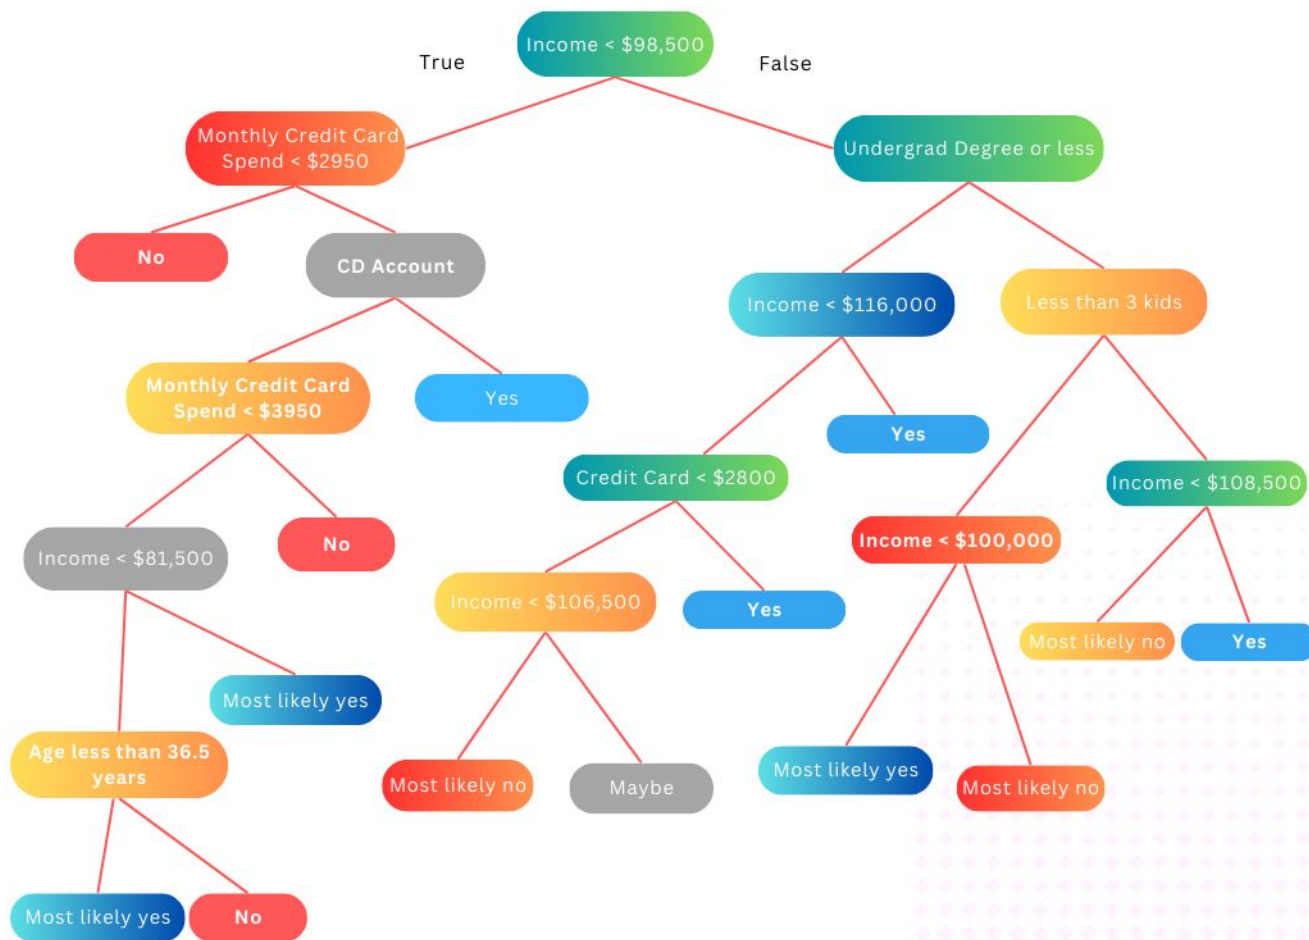 Income < $98,500
True
False
Monthly Credit Card
Spend < $2950
Undergrad Degree or less
No
CD Account
Income < $116,000
Less than 3 kids
Monthly Credit Card
Spend < $3950
Yes
Yes
Credit Card < $2800
Income < $108,500
Income < $81,500
No
Income < $100,000
Income < $106,500
Yes
Most likely no
Yes
Most likely yes
Age less than 36.5
years
Most likely no
Maybe
Most likely yes
Most likely no
Most likely yes
No